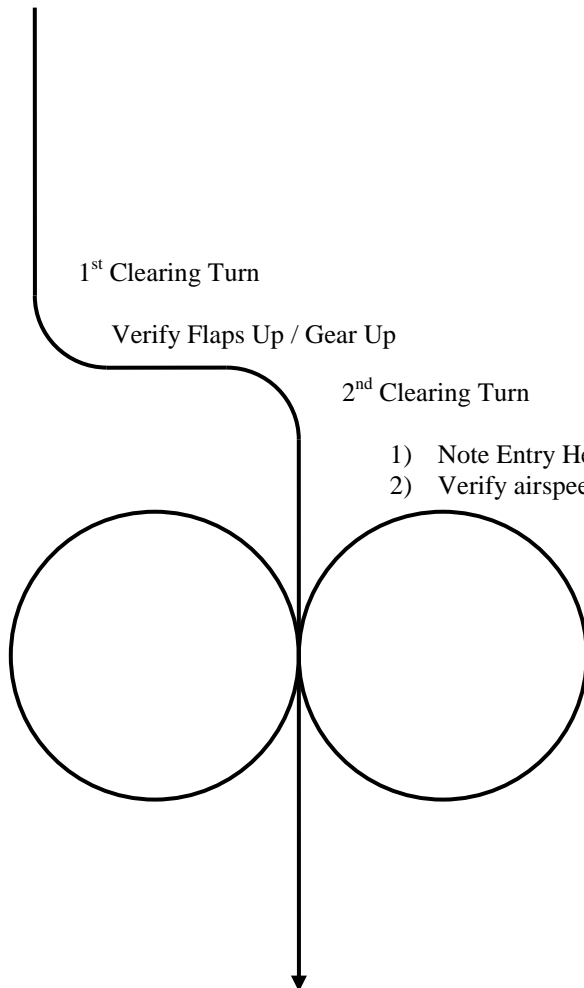 1st Clearing Turn
Verify Flaps Up / Gear Up
2nd Clearing Turn
1) Note Entry
2) Verify